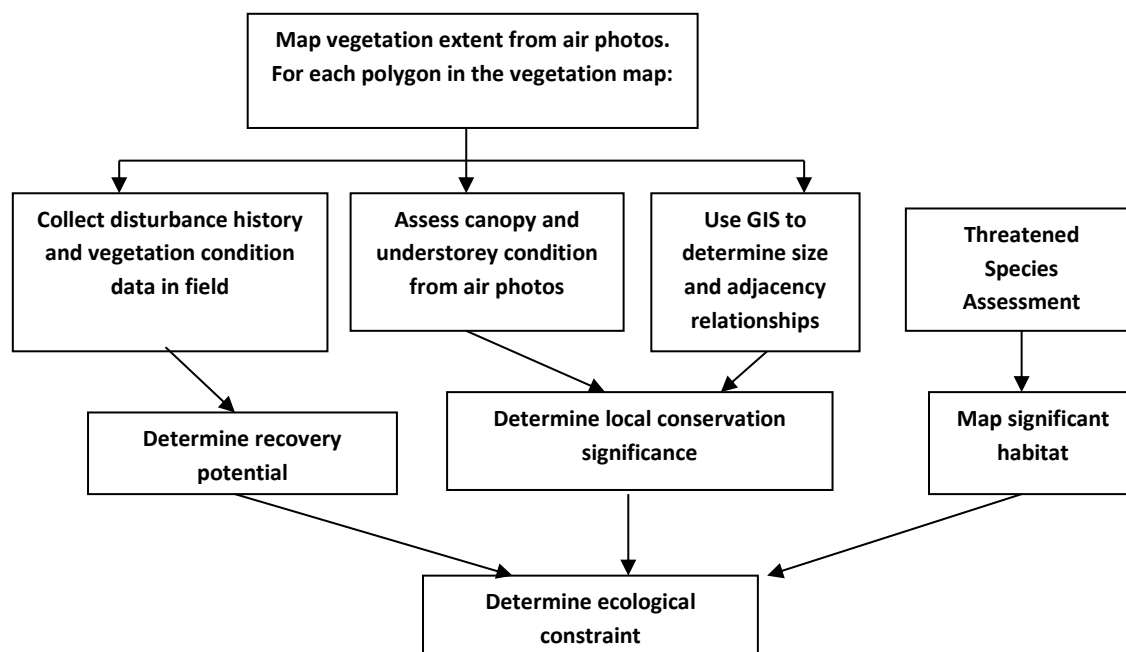 Map vegetation extent from air photos.
For each polygon in the vegetation map:
Collect disturbance history
and vegetation condition
data in field
Assess canopy and
understorey condition
from air photos
Use GIS to
determine size
and adjacency
relationships
Threatened
Species
Assessment
Determine recovery
potential
Determine local conservation
significance
Map significant
habitat
Determine ecological
constraint